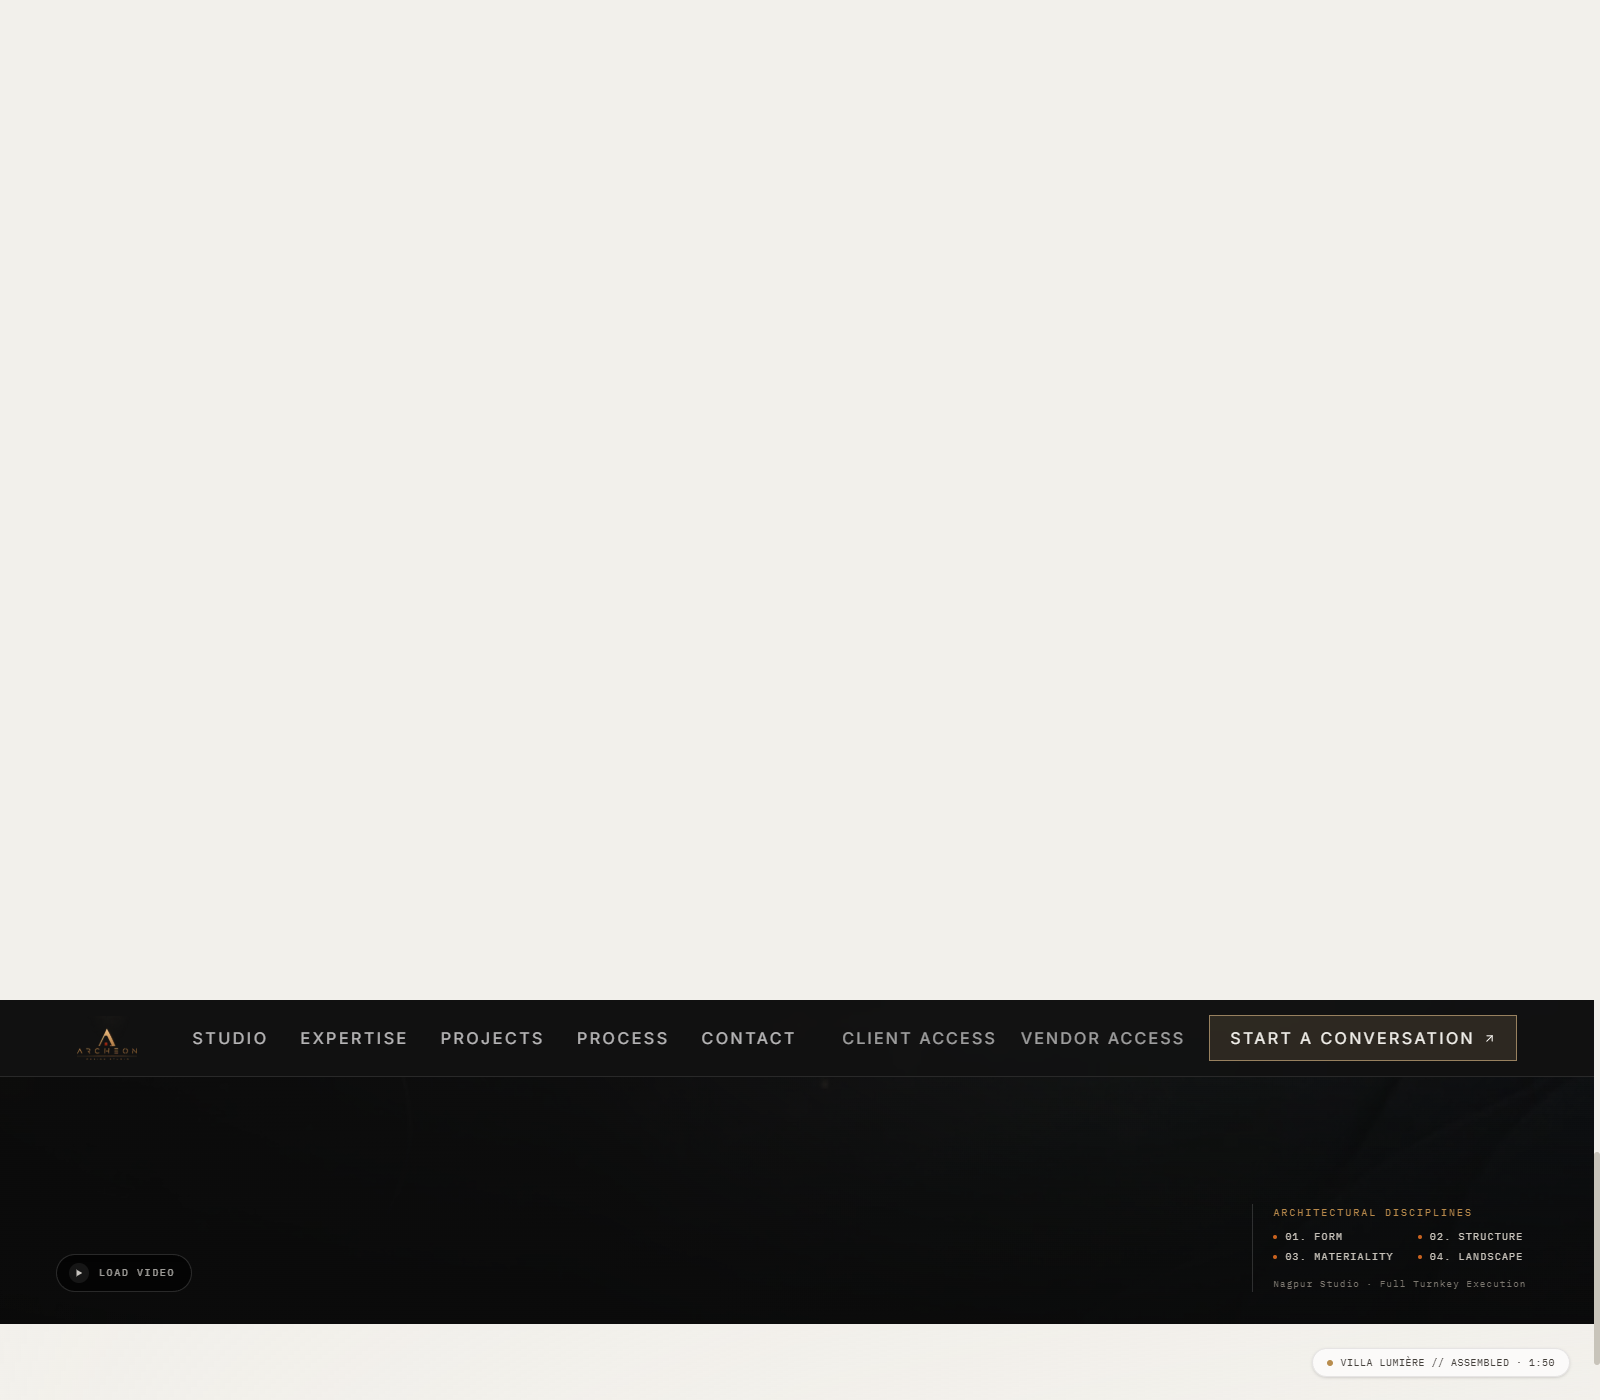 ARCHEON
STUDIO EXPERTISE PROJECTS PROCESS CONTACT CLIENT ACCESS VENDOR ACCESS START A CONVERSATION
ARCHITECTURAL DISCIPLINES
01. FORM 02. STRUCTURE
03. MATERIALITY 04. LANDSCAPE
Nagpur Studio · Full Turnkey Execution
LOAD VIDEO
VILLA LUMIÈRE // ASSEMBLED · 1:50